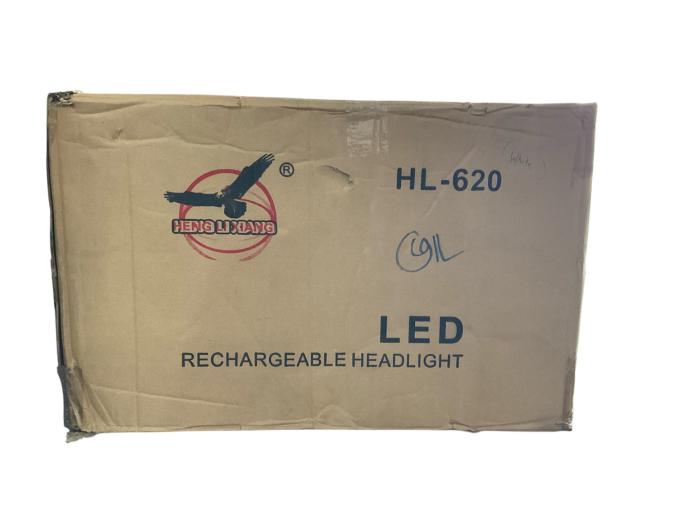 HENG LI XIANG
®
HL-620
LED
RECHARGEABLE HEADLIGHT